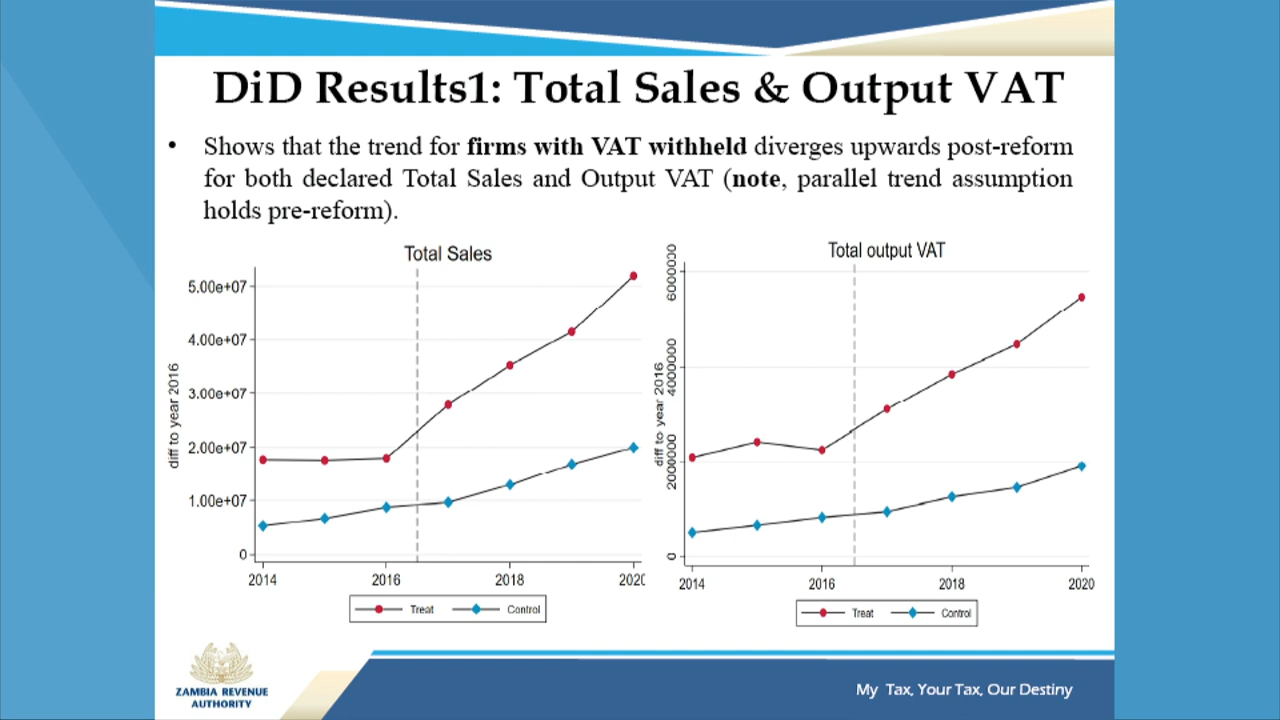 DiD Results1: Total Sales & Output VAT
• Shows that the trend for firms with VAT withheld diverges upwards post-reform
for both declared Total Sales and Output VAT (note, parallel trend assumption
holds pre-reform).
Total Sales
diff to year 2016
5.00e+07
4.00e+07
3.00e+07
2.00e+07
1.00e+07
0
2014 2016 2018 2020
Treat Control
Total output VAT
diff to year 2016
6000000
4000000
2000000
0
2014 2016 2018 2020
Treat Control
ZAMBIA REVENUE
AUTHORITY
My Tax, Your Tax, Our Destiny